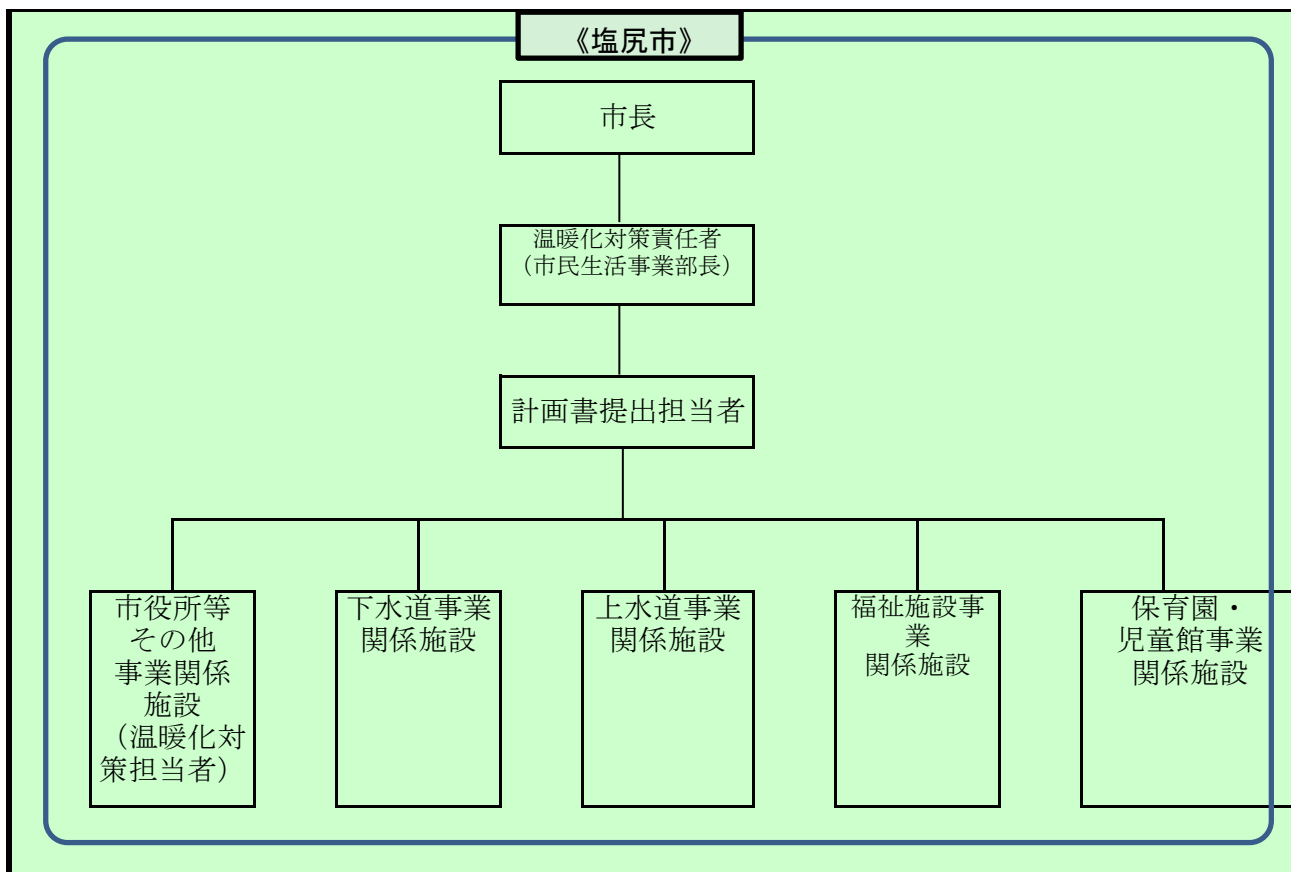 《塩尻市》
市長
温暖化対策責任者
（市民生活事業部長）
計画書提出担当者
市役所等
その他
事業関係
施設
（温暖化対
策担当者）
下水道事業
関係施設
上水道事業
関係施設
福祉施設事
業
関係施設
保育園・
児童館事業
関係施設